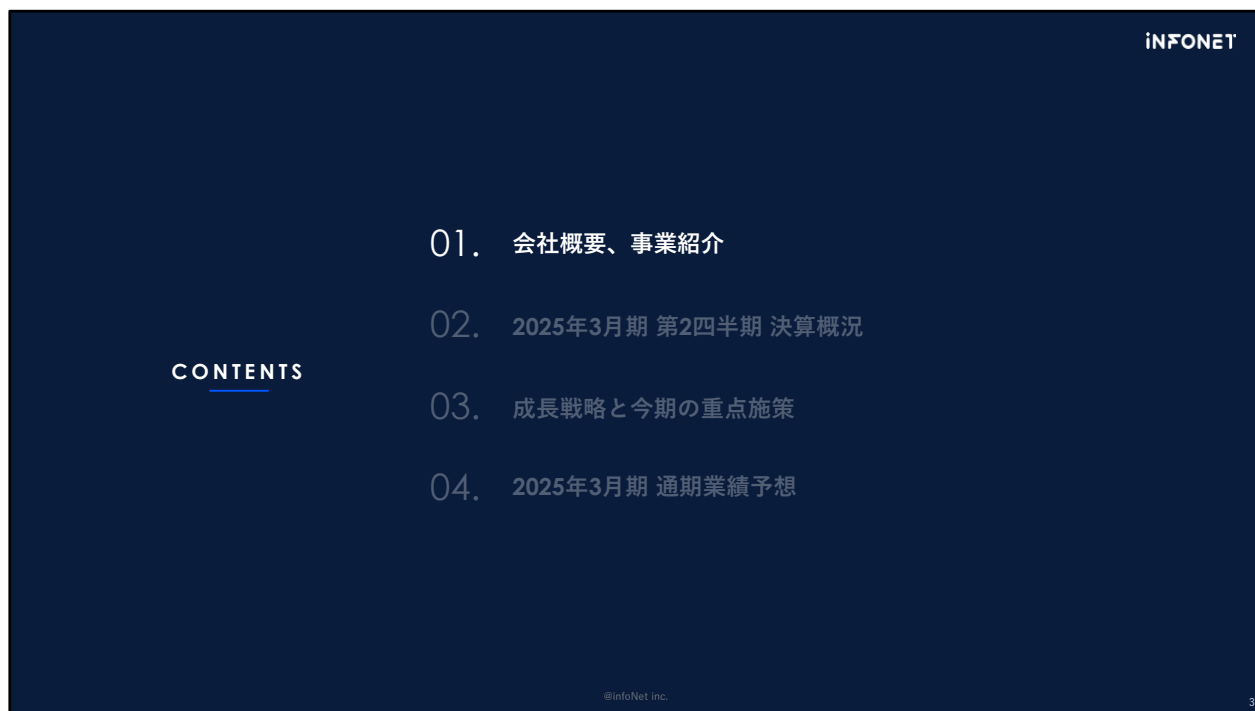 iNFONET
CONTENTS
01. 会社概要、事業紹介
02. 2025年3月期 第2四半期 決算概況
03. 成長戦略と今期の重点施策
04. 2025年3月期 通期業績予想
@infoNet inc.
3